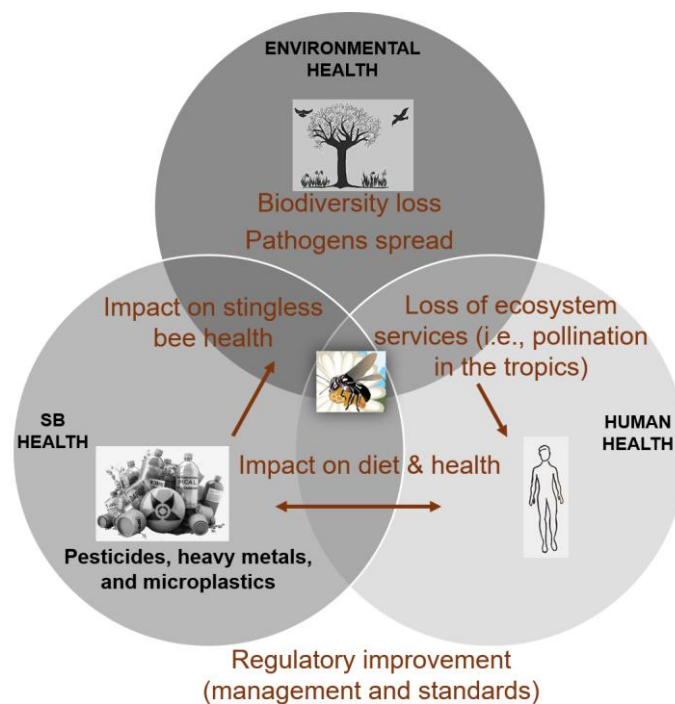 ENVIRONMENTAL
HEALTH
Biodiversity loss
Pathogens spread
Impact on stingless
bee health
Loss of ecosystem
services (i.e., pollination
in the tropics)
SB
HEALTH
HUMAN
HEALTH
Impact on diet & health
Pesticides, heavy metals,
and microplastics
Regulatory improvement
(management and standards)